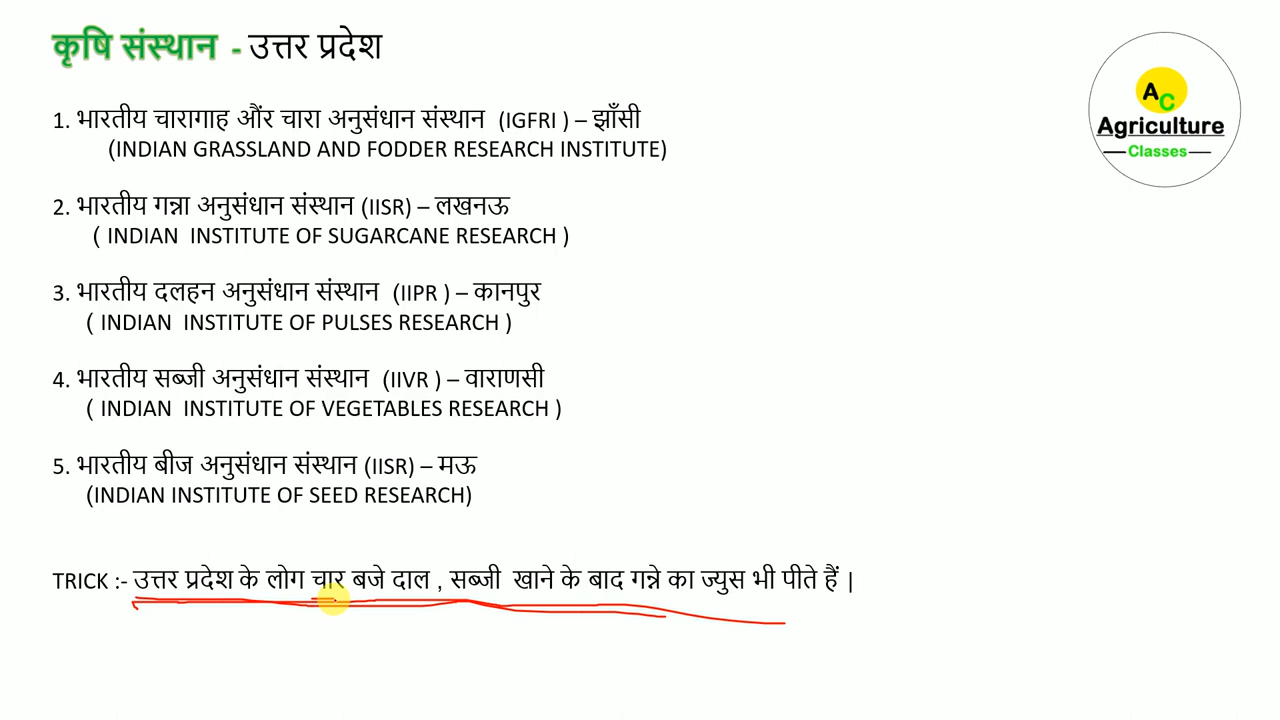 कृषि संस्थान - उत्तर प्रदेश
AC
Agriculture
Classes
1. भारतीय चारागाह और चारा अनुसंधान संस्थान (IGFRI ) – झाँसी
(INDIAN GRASSLAND AND FODDER RESEARCH INSTITUTE)
2. भारतीय गन्ना अनुसंधान संस्थान (IISR) – लखनऊ
( INDIAN INSTITUTE OF SUGARCANE RESEARCH )
3. भारतीय दलहन अनुसंधान संस्थान (IIPR ) – कानपुर
( INDIAN INSTITUTE OF PULSES RESEARCH )
4. भारतीय सब्जी अनुसंधान संस्थान (IIVR ) – वाराणसी
( INDIAN INSTITUTE OF VEGETABLES RESEARCH )
5. भारतीय बीज अनुसंधान संस्थान (IISR) – मऊ
(INDIAN INSTITUTE OF SEED RESEARCH)
TRICK :- उत्तर प्रदेश के लोग चार बजे दाल , सब्जी खाने के बाद गन्ने का ज्युस भी पीते हैं |